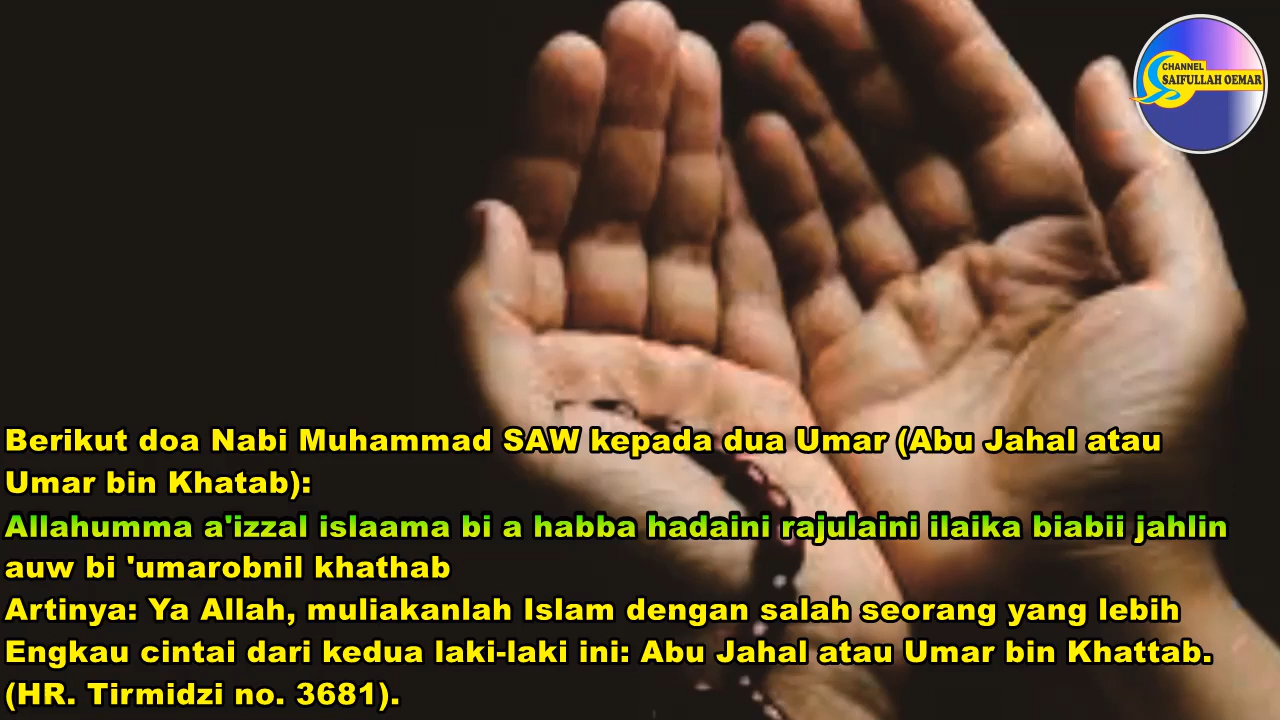 CHANNEL
SAIFULLAH OEMAR
Berikut doa Nabi Muhammad SAW kepada dua Umar (Abu Jahal atau
Umar bin Khatab):
Allahumma a'izzal islaama bi a habba hadaini rajulaini ilaika biabii jahlin
auw bi 'umarobnil khathab
Artinya: Ya Allah, muliakanlah Islam dengan salah seorang yang lebih
Engkau cintai dari kedua laki-laki ini: Abu Jahal atau Umar bin Khattab.
(HR. Tirmidzi no. 3681).